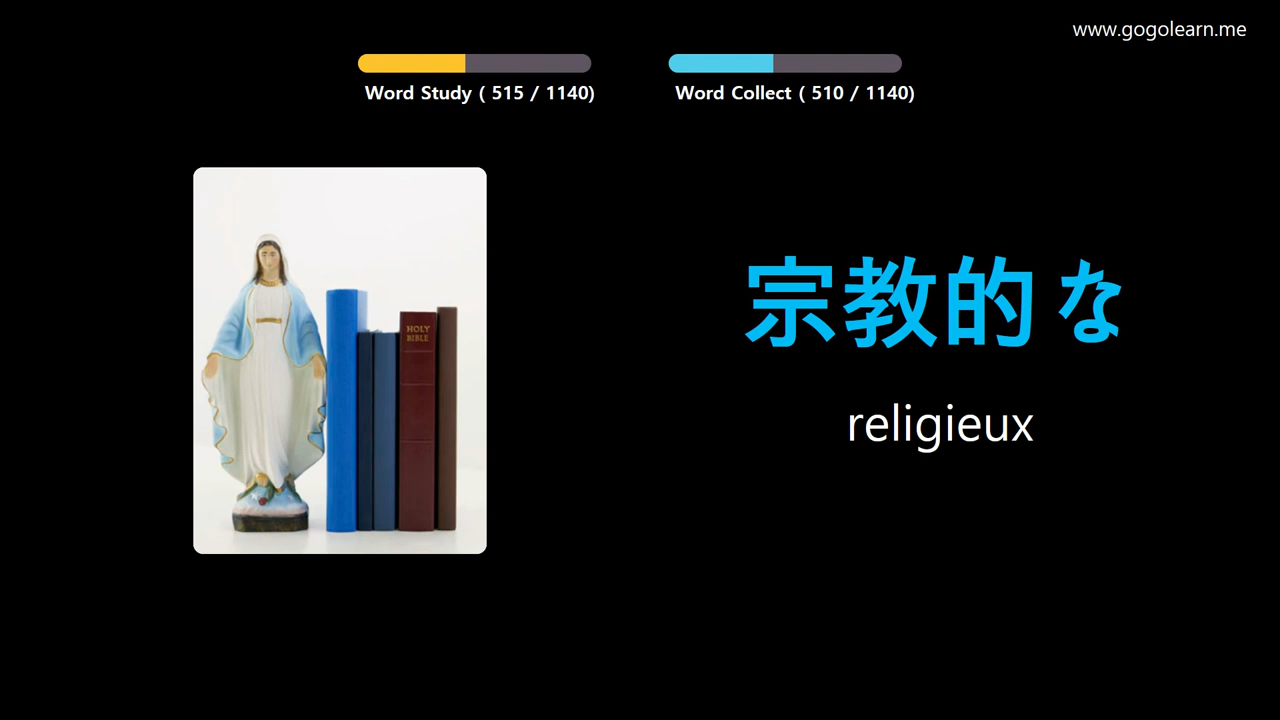 www.gogolearn.me
Word Study ( 515 / 1140)
Word Collect ( 510 / 1140)
HOLY
BIBLE
宗教的な
religieux